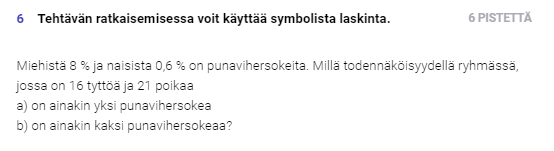 6 Tehtävän ratkaisemisessa voit käyttää symbolista laskinta. 6 PISTETTÄ
Miehistä 8 % ja naisista 0,6 % on punavihersokeita. Millä todennäköisyydellä ryhmässä,
jossa on 16 tyttöä ja 21 poikaa
a) on ainakin yksi punavihersokea
b) on ainakin kaksi punavihersokeaa?